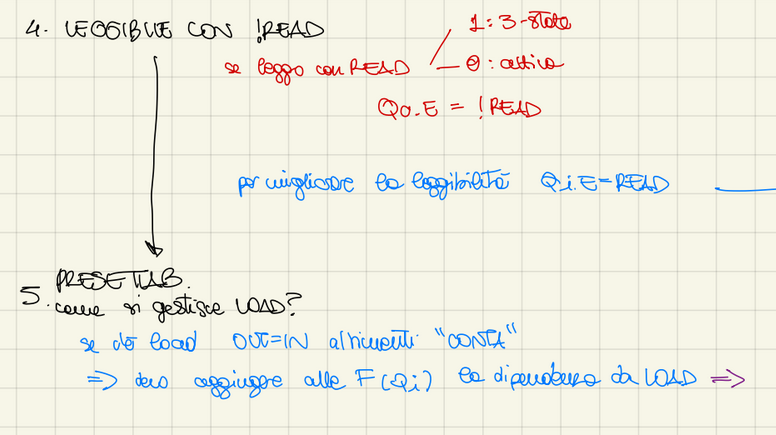 4. LEGGIBILE CON !READ
1: 3-state
se leggo con READ
0: attivo
Q0.E = !READ
per migliorare la leggibilità Qi.E=READ
PRESETTAB.
5. come si gestisce LOAD?
se dò load OUT=IN altrimenti "CONTA"
=> devo aggiungere alle F(Qi) la dipendenza da LOAD =>